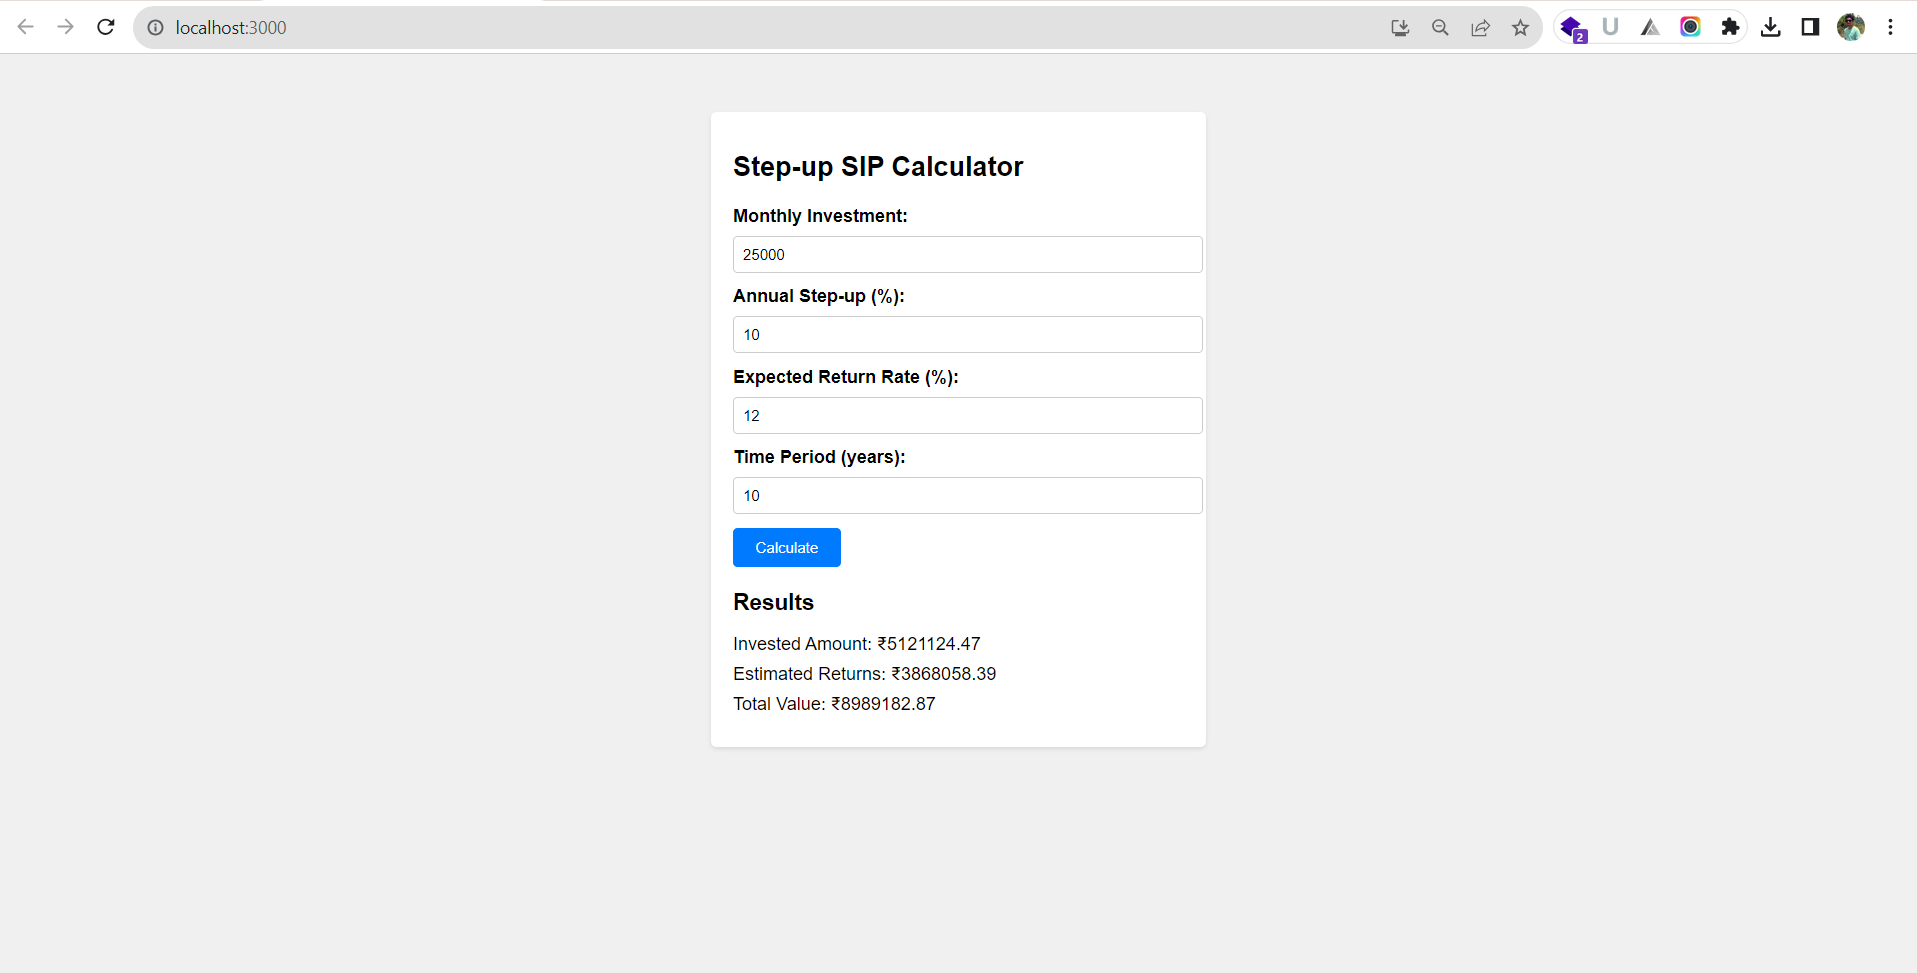 localhost:3000
2
U
Step-up SIP Calculator
Monthly Investment:
25000
Annual Step-up (%):
10
Expected Return Rate (%):
12
Time Period (years):
10
Calculate
Results
Invested Amount: ₹5121124.47
Estimated Returns: ₹3868058.39
Total Value: ₹8989182.87